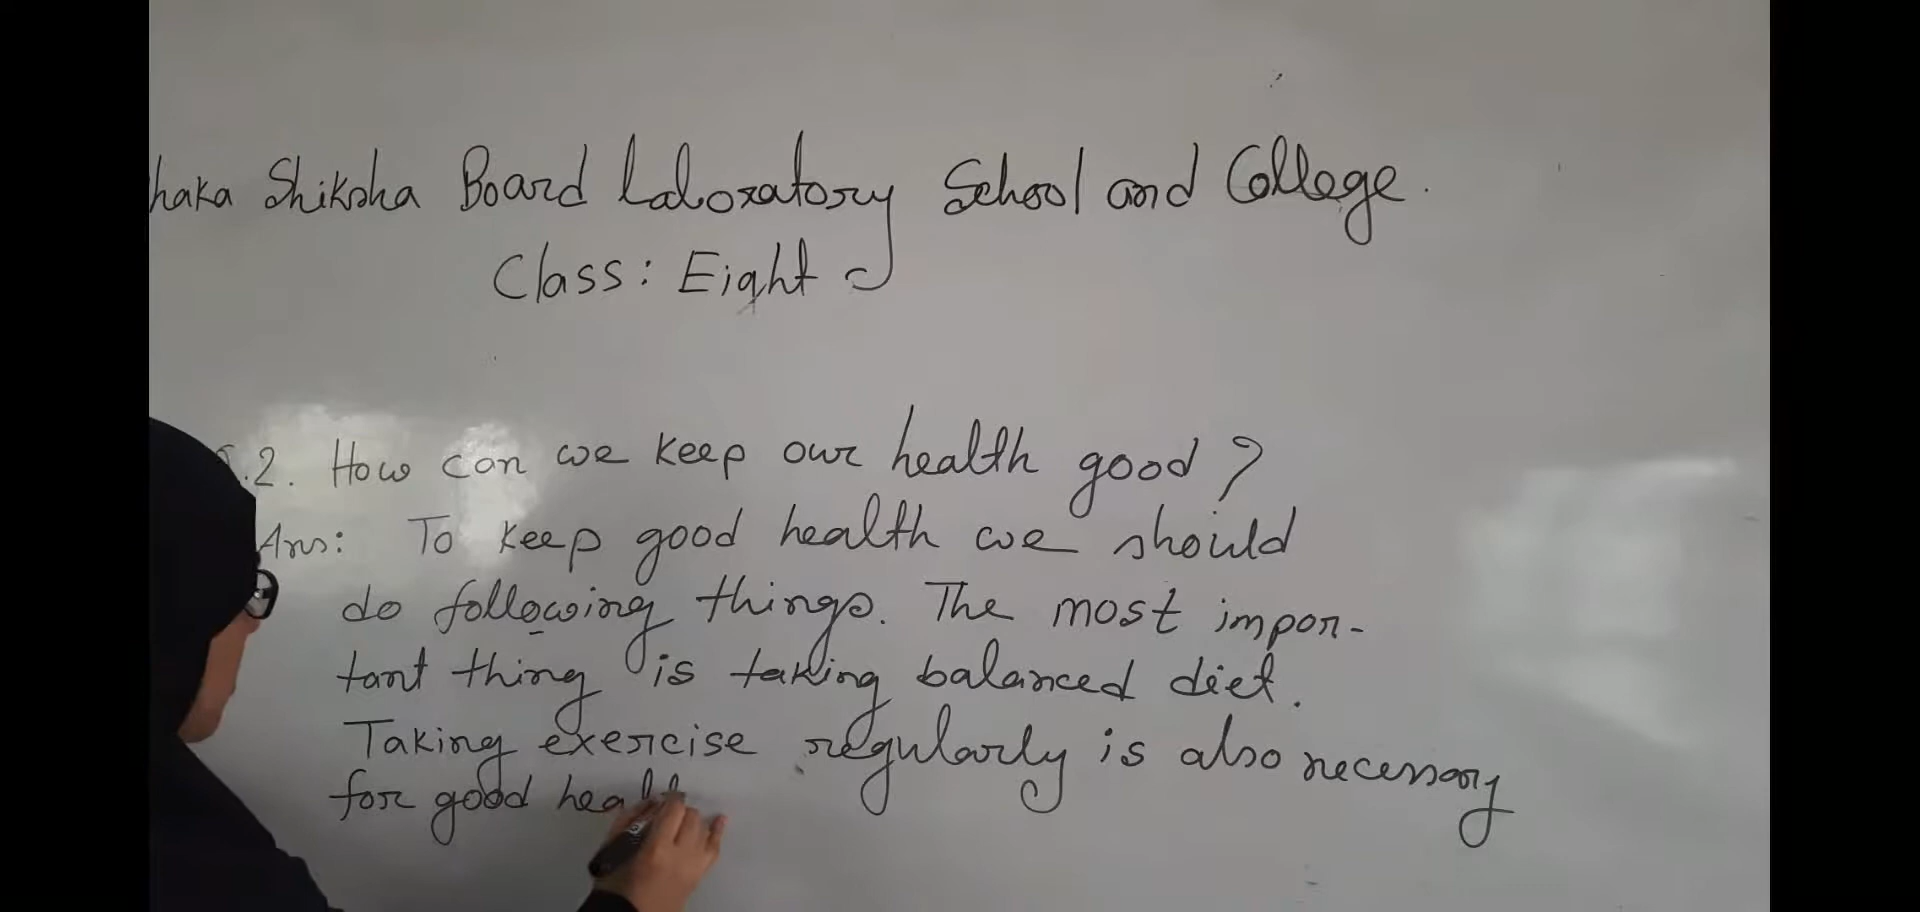 haka Shiksha Board Laboratory School and College.
Class: Eight
.2. How can we keep our health good?
Ans: To keep good health we should
do following things. The most impor-
tant thing is taking balanced diet.
Taking exercise regularly is also necessary
for good heal